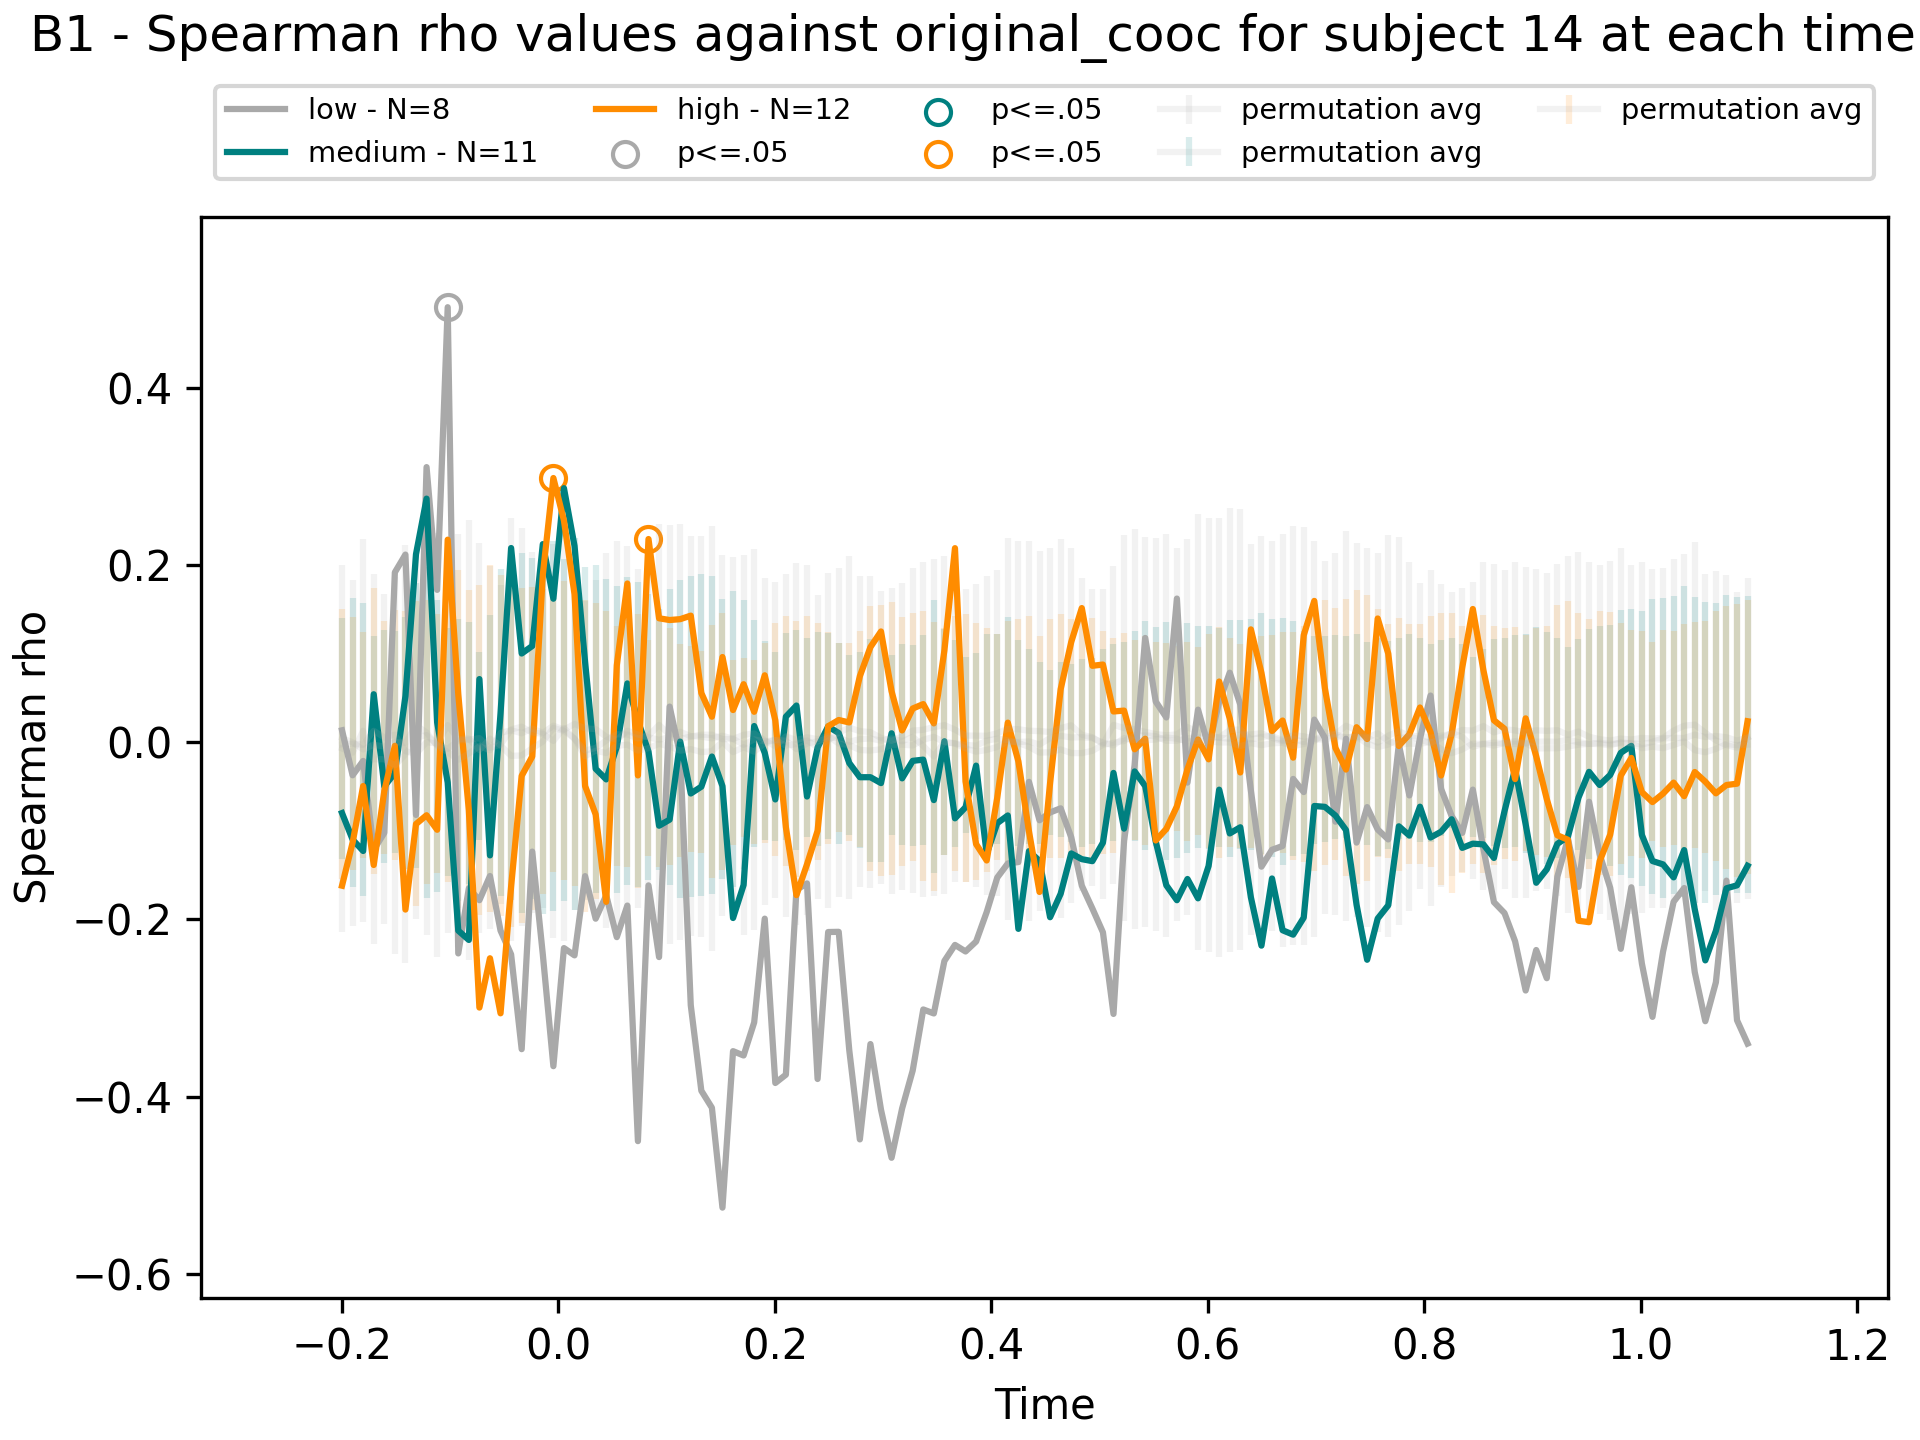 B1 - Spearman rho values against original_cooc for subject 14 at each time
low - N=8
medium - N=11
high - N=12
p<=.05
p<=.05
p<=.05
permutation avg
permutation avg
permutation avg
Spearman rho
0.4
0.2
0.0
−0.2
−0.4
−0.6
−0.2
0.0
0.2
0.4
0.6
0.8
1.0
1.2
Time